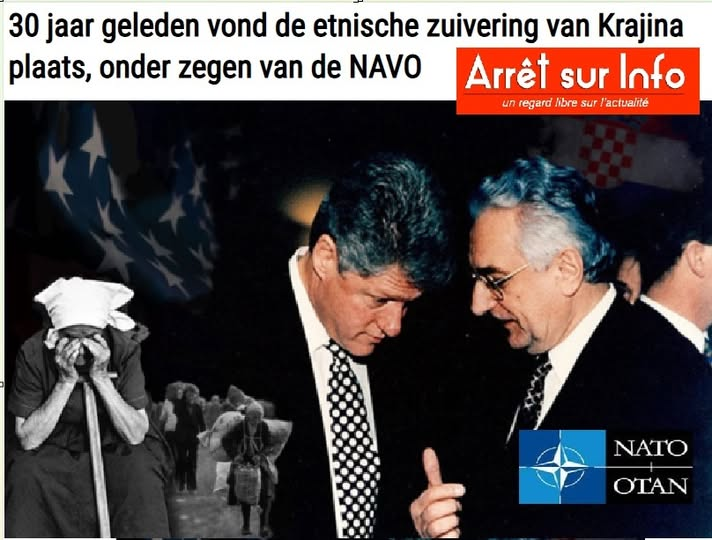 30 jaar geleden vond de etnische zuivering van Krajina
plaats, onder zegen van de NAVO
Arrêt sur Info
un regard libre sur l'actualité
NATO
OTAN